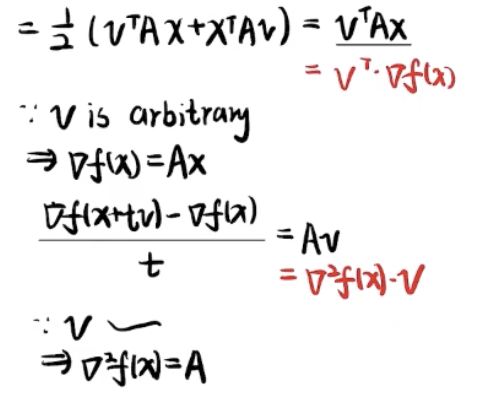 = 1/2 (vᵀAx+xᵀAv) = vᵀAx
= vᵀ·∇f(x)
∵ v is arbitrary
⇒ ∇f(x)=Ax
∇f(x+tv)-∇f(x)
/ t = Av
= ∇²f(x)·v
∵ v
⇒ ∇²f(x)=A